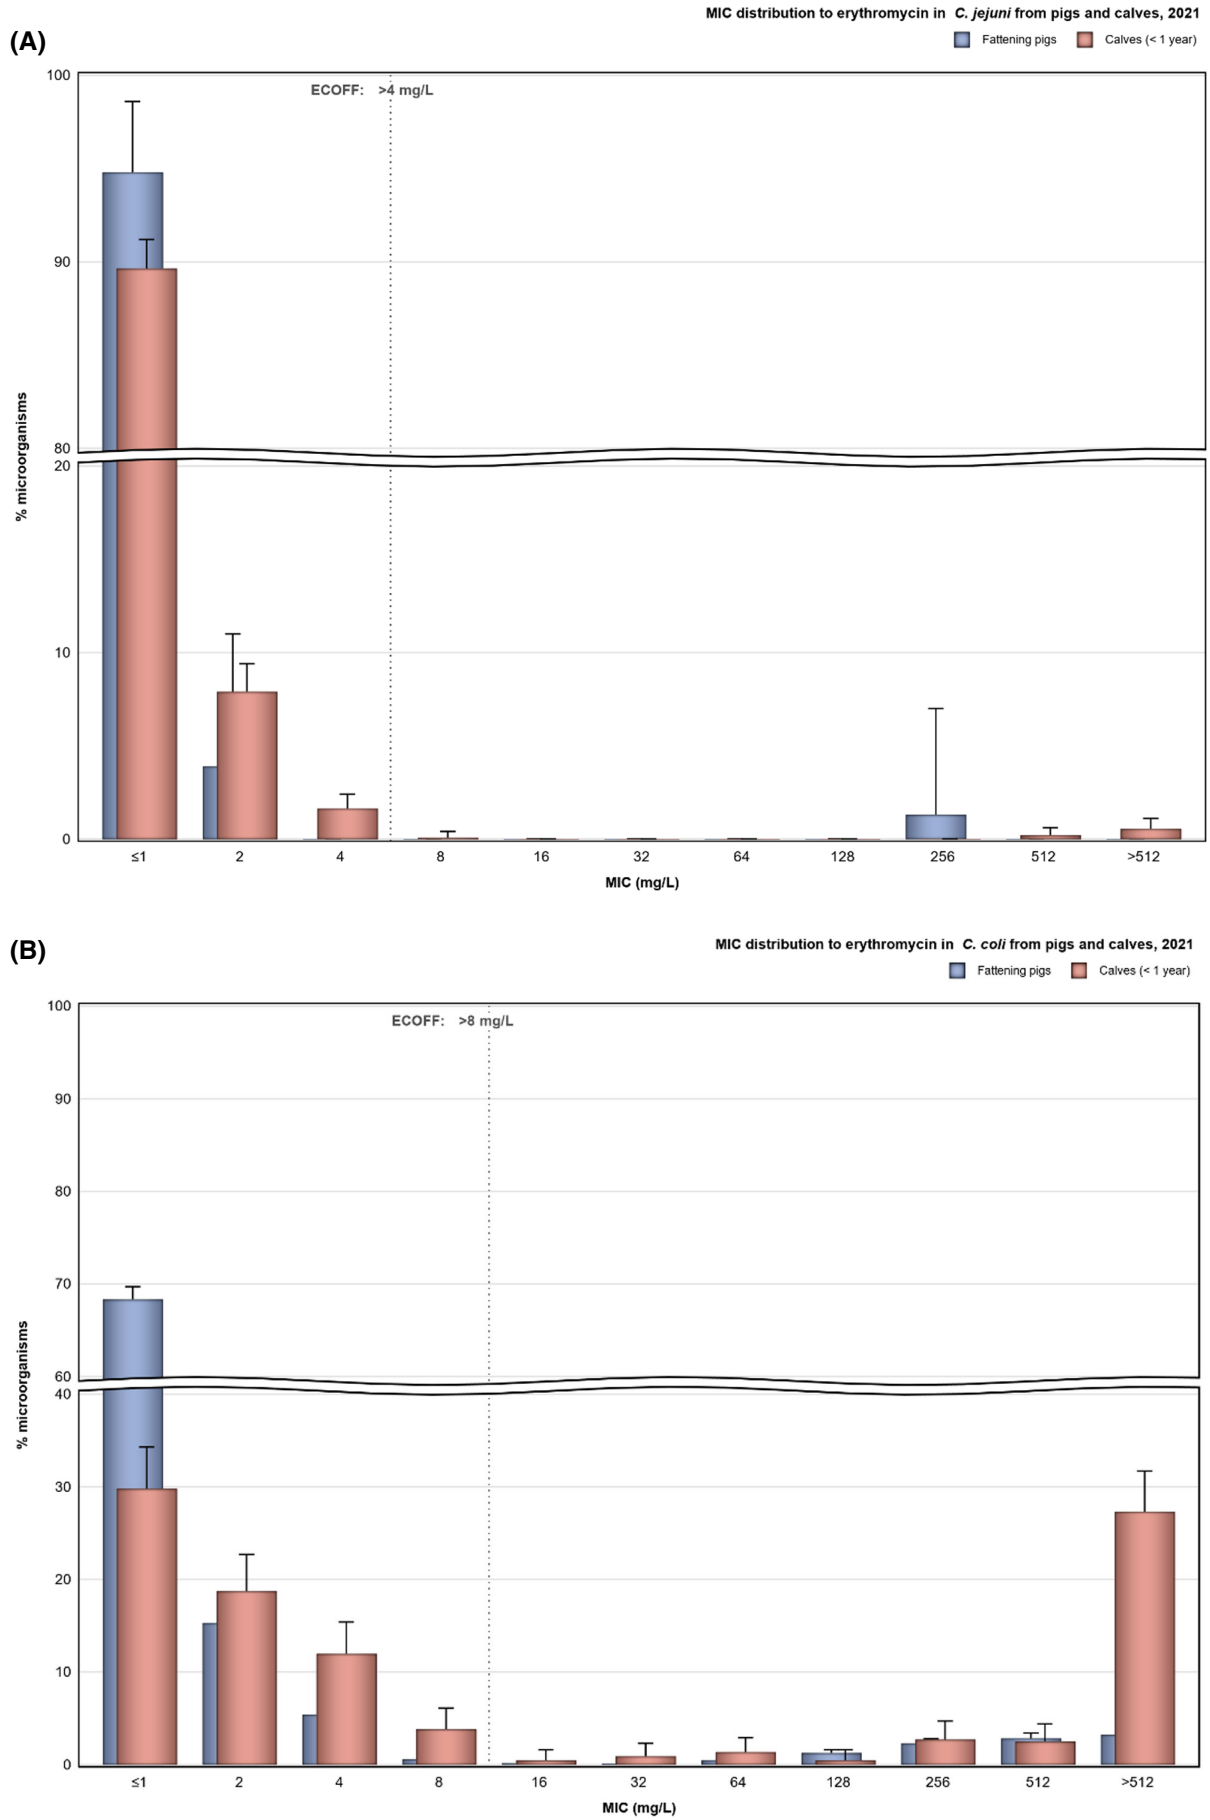 MIC distribution to erythromycin in C. jejuni from pigs and calves, 2021
(A)
Fattening pigs Calves (< 1 year)
ECOFF: >4 mg/L
100
90
80
20
10
0
% microorganisms
≤1 2 4 8 16 32 64 128 256 512 >512
MIC (mg/L)
(B)
MIC distribution to erythromycin in C. coli from pigs and calves, 2021
Fattening pigs Calves (< 1 year)
ECOFF: >8 mg/L
100
90
80
70
60
40
30
20
10
0
% microorganisms
≤1 2 4 8 16 32 64 128 256 512 >512
MIC (mg/L)